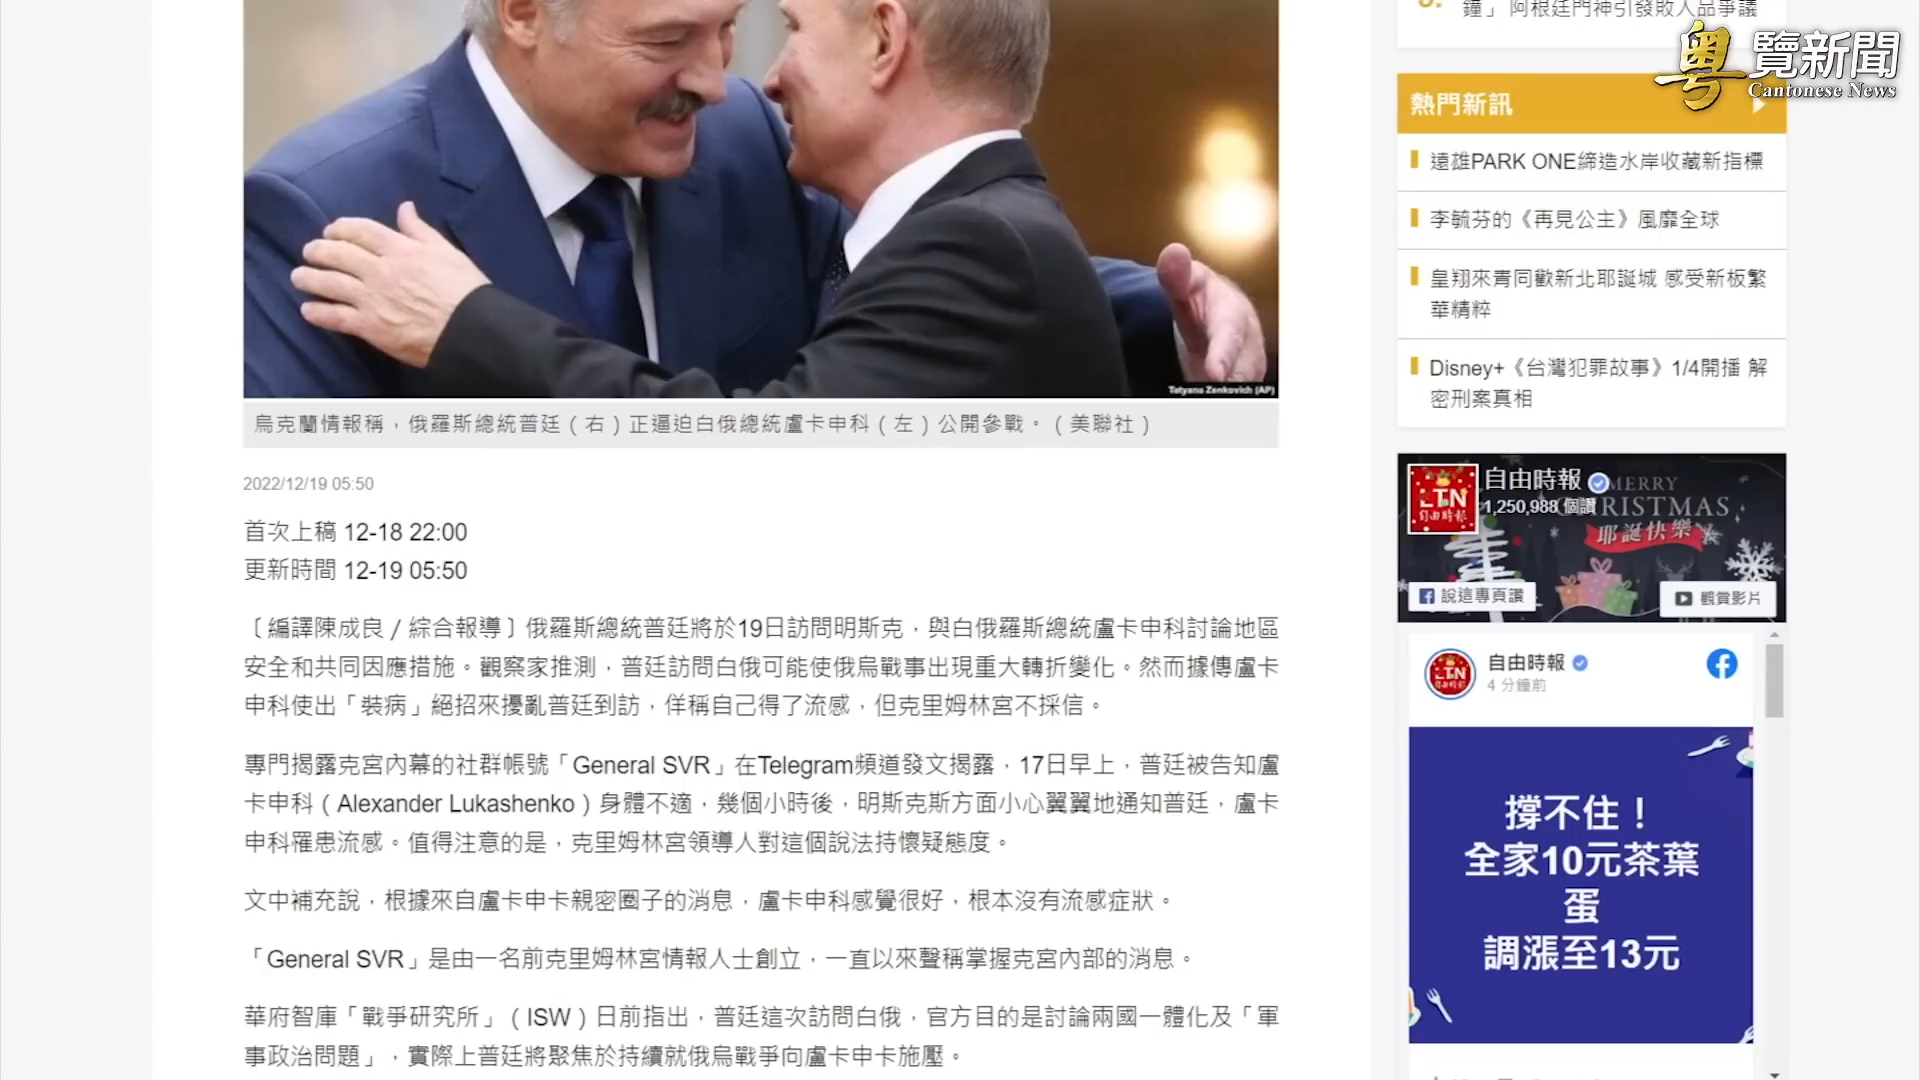 鐘」 阿根廷門神引發敗人品爭議
粵覽新聞
Cantonese News
熱門新訊
遠雄PARK ONE締造水岸收藏新指標
李毓芬的《再見公主》風靡全球
皇翔來青同歡新北耶誕城 感受新板繁
華精粹
Disney+《台灣犯罪故事》1/4開播 解
密刑案真相
Tatyana Zenkovich (AP)
烏克蘭情報稱，俄羅斯總統普廷（右）正逼迫白俄總統盧卡申科（左）公開參戰。（美聯社）
2022/12/19 05:50
首次上稿 12-18 22:00
更新時間 12-19 05:50
〔編譯陳成良／綜合報導〕俄羅斯總統普廷將於19日訪問明斯克，與白俄羅斯總統盧卡申科討論地區
安全和共同因應措施。觀察家推測，普廷訪問白俄可能使俄烏戰事出現重大轉折變化。然而據傳盧卡
申科使出「裝病」絕招來擾亂普廷到訪，佯稱自己得了流感，但克里姆林宮不採信。
專門揭露克宮內幕的社群帳號「General SVR」在Telegram頻道發文揭露，17日早上，普廷被告知盧
卡申科（Alexander Lukashenko）身體不適，幾個小時後，明斯克斯方面小心翼翼地通知普廷，盧卡
申科罹患流感。值得注意的是，克里姆林宮領導人對這個說法持懷疑態度。
文中補充說，根據來自盧卡申卡親密圈子的消息，盧卡申科感覺很好，根本沒有流感症狀。
「General SVR」是由一名前克里姆林宮情報人士創立，一直以來聲稱掌握克宮內部的消息。
華府智庫「戰爭研究所」（ISW）日前指出，普廷這次訪問白俄，官方目的是討論兩國一體化及「軍
事政治問題」，實際上普廷將聚焦於持續就俄烏戰爭向盧卡申卡施壓。
LTN
自由時報
自由時報
1,250,988 個讚
MERRY
CHRISTMAS
耶誕快樂
說這專頁讚
觀賞影片
LTN
自由時報
自由時報
4 分鐘前
撐不住！
全家10元茶葉
蛋
調漲至13元